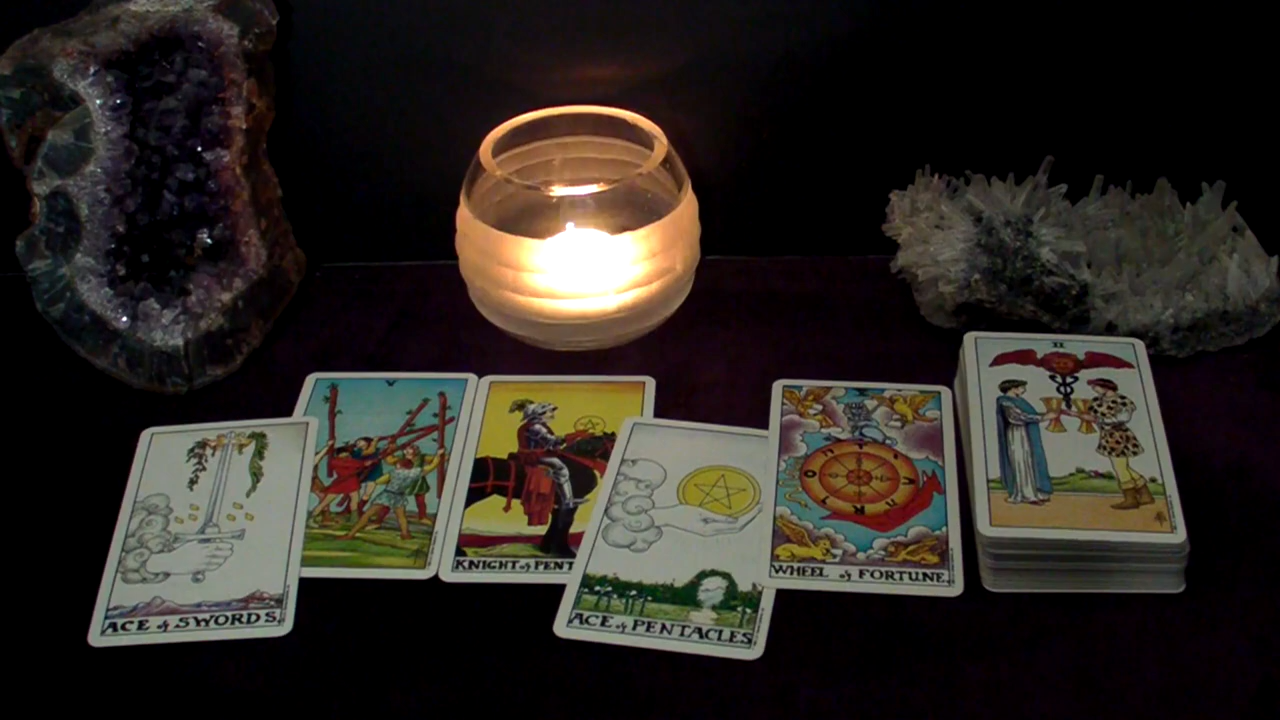 ACE of SWORDS.
V
KNIGHT of PENT
ACE of PENTACLES
X
WHEEL of FORTUNE.
II